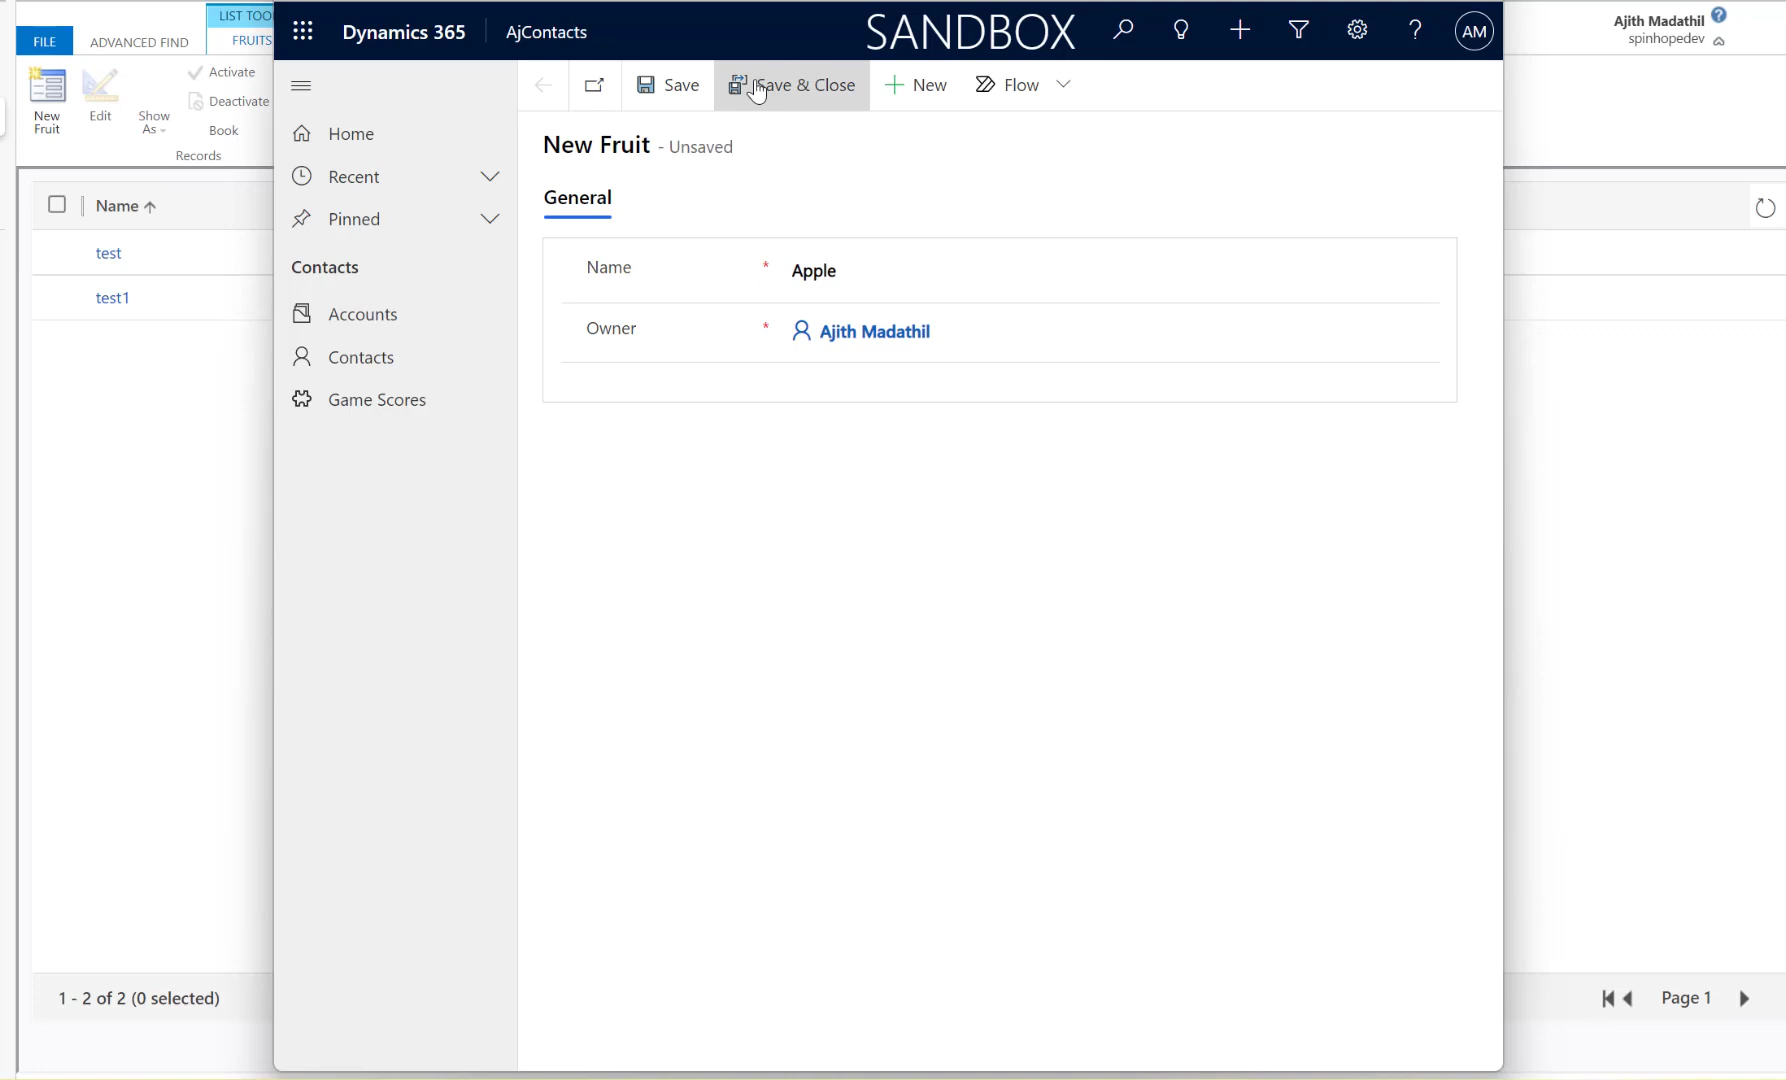 LIST TOO
FILE
ADVANCED FIND
FRUITS
New
Fruit
Edit
Show
As
Activate
Deactivate
Book
Records
Name
test
test1
1 - 2 of 2 (0 selected)
Dynamics 365
AjContacts
SANDBOX
?
AM
Home
Recent
Pinned
Contacts
Accounts
Contacts
Game Scores
Save
Save & Close
New
Flow
New Fruit - Unsaved
General
Name * Apple
Owner * Ajith Madathil
Ajith Madathil ?
spinhopedev
Page 1